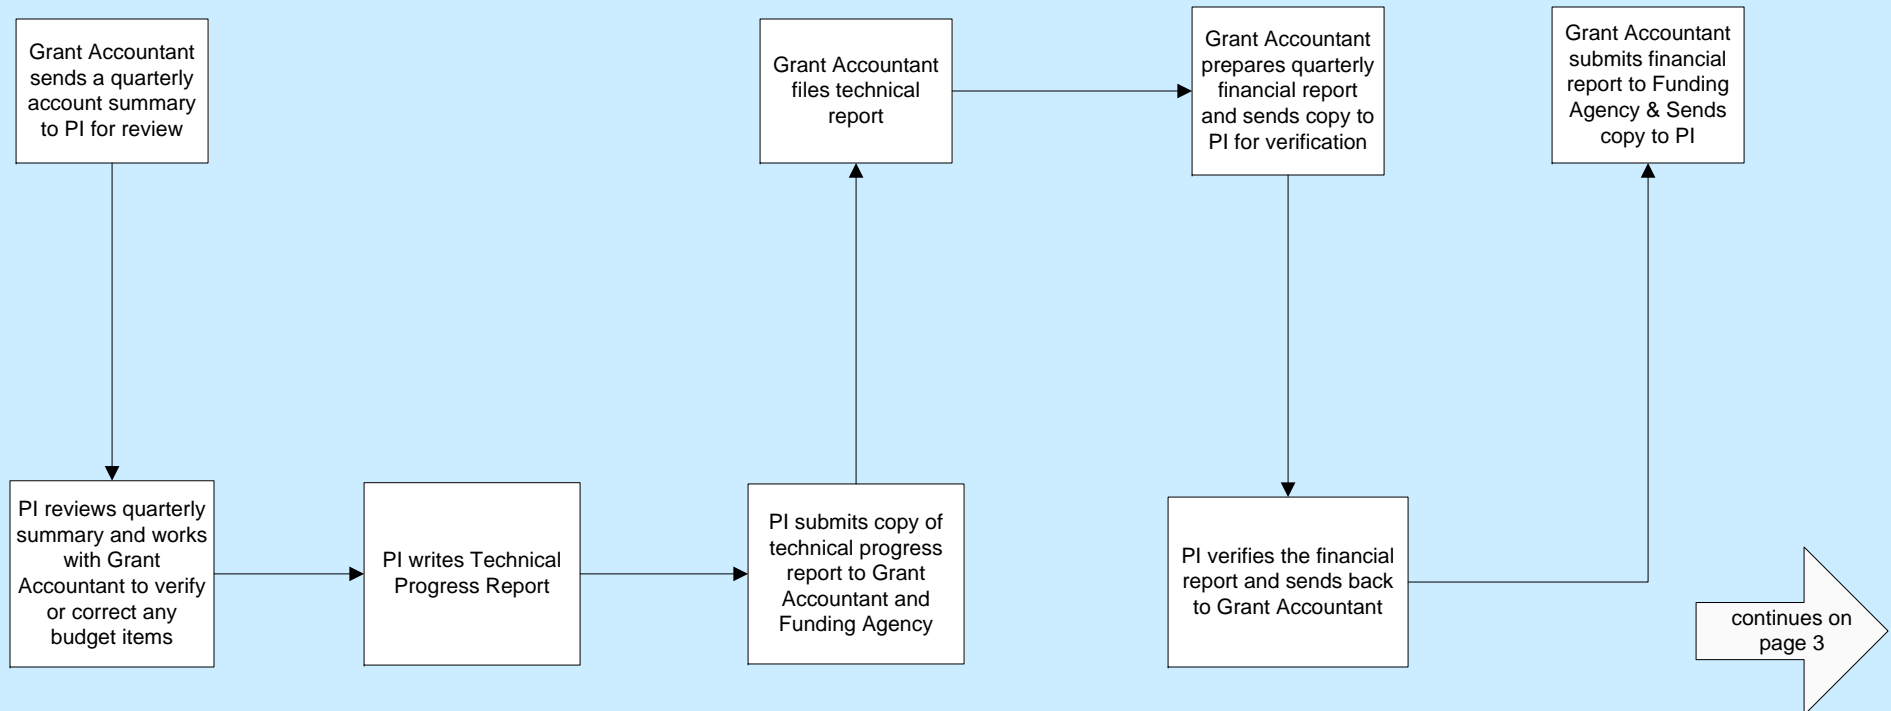 Grant Accountant
sends a quarterly
account summary
to PI for review
PI reviews quarterly
summary and works
with Grant
Accountant to verify
or correct any
budget items
PI writes Technical
Progress Report
PI submits copy of
technical progress
report to Grant
Accountant and
Funding Agency
Grant Accountant
files technical
report
Grant Accountant
prepares quarterly
financial report
and sends copy to
PI for verification
PI verifies the financial
report and sends back
to Grant Accountant
Grant Accountant
submits financial
report to Funding
Agency & Sends
copy to PI
continues on
page 3